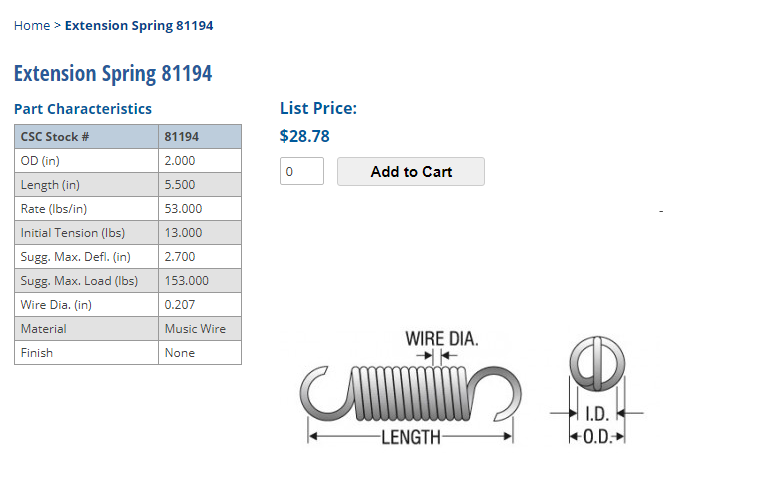 Home > Extension Spring 81194
Extension Spring 81194
Part Characteristics
CSC Stock # 81194
OD (in) 2.000
Length (in) 5.500
Rate (lbs/in) 53.000
Initial Tension (lbs) 13.000
Sugg. Max. Defl. (in) 2.700
Sugg. Max. Load (lbs) 153.000
Wire Dia. (in) 0.207
Material Music Wire
Finish None
List Price:
$28.78
0 Add to Cart
-
WIRE DIA.
LENGTH
I.D.
O.D.